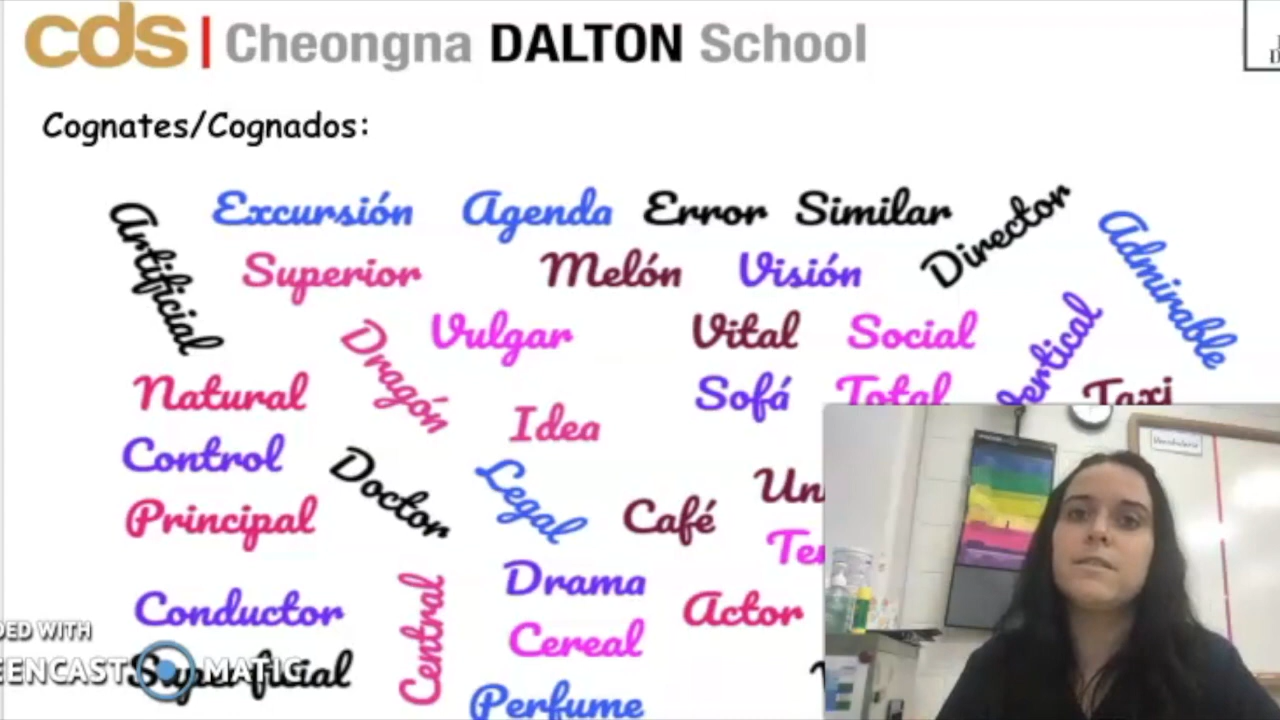 cds | Cheongna DALTON School
Cognates/Cognados:
Artificial
Excursión
Agenda
Error
Similar
Director
Admirable
Superior
Melón
Visión
Dragón
Vulgar
Vital
Social
Vertical
Natural
Idea
Sofá
Total
Taxi
Control
Doctor
Legal
Café
Principal
Drama
Actor
Conductor
Central
Cereal
Superficial
Perfume